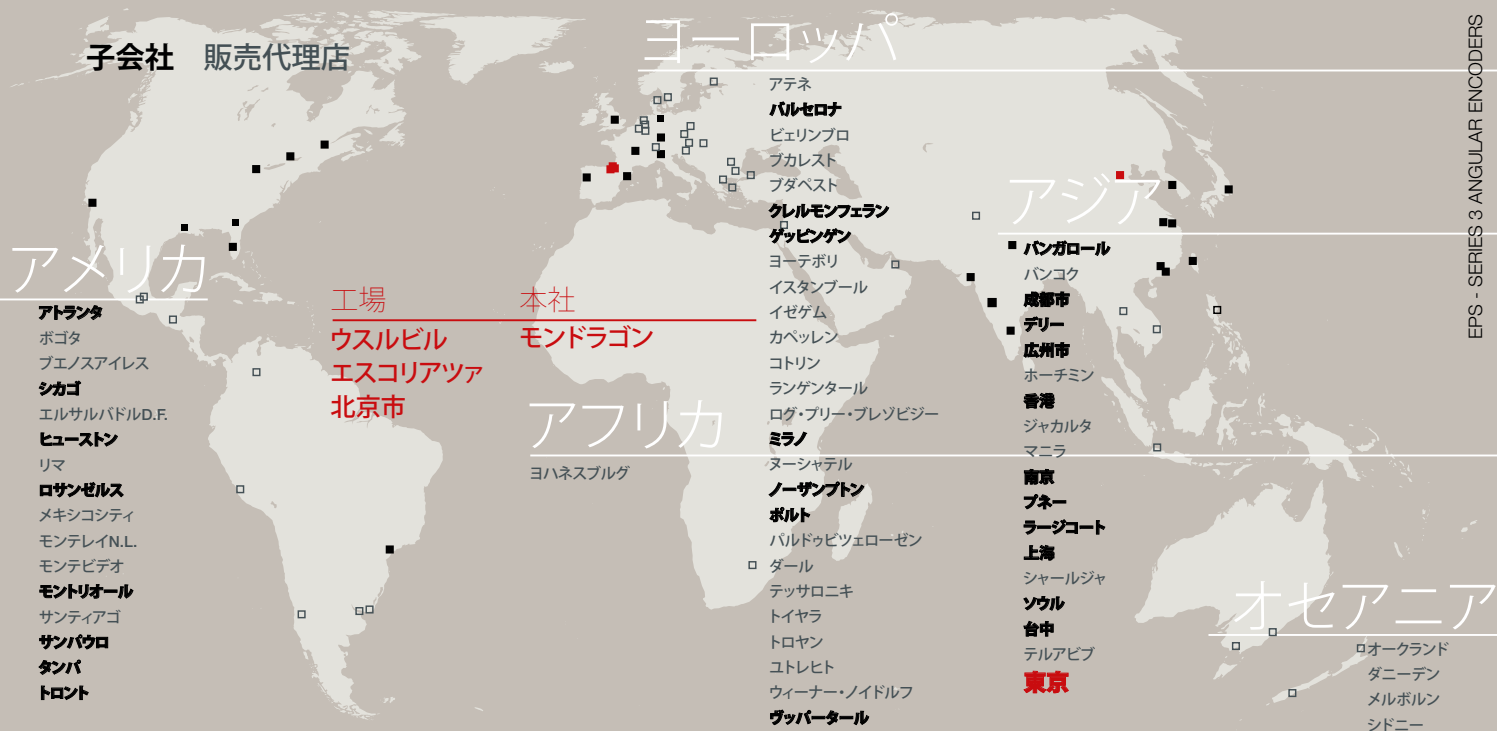 子会社 販売代理店
アメリカ
アトランタ
ボゴタ
ブエノスアイレス
シカゴ
エルサルバドルD.F.
ヒューストン
リマ
ロサンゼルス
メキシコシティ
モンテレイN.L.
モンテビデオ
モントリオール
サンティアゴ
サンパウロ
タンパ
トロント
工場
ウスルビル
エスコリアツァ
北京市
本社
モンドラゴン
アフリカ
ヨハネスブルグ
ヨーロッパ
アテネ
バルセロナ
ビェリンブロ
ブカレスト
ブダペスト
クレルモンフェラン
ゲッピンゲン
ヨーテボリ
イスタンブール
イゼゲム
カペッレン
コトリン
ランゲンタール
ログ・ブリー・ブレゾビジー
ミラノ
ヌーシャテル
ノーザンプトン
ポルト
パルドゥビツェローゼン
ダール
テッサロニキ
トイヤラ
トロヤン
ユトレヒト
ウィーナー・ノイドルフ
ヴッパータール
アジア
バンガロール
バンコク
成都市
デリー
広州市
ホーチミン
香港
ジャカルタ
マニラ
南京
プネー
ラージコート
上海
シャールジャ
ソウル
台中
テルアビブ
東京
オセアニア
オークランド
ダニーデン
メルボルン
シドニー
EPS - SERIES 3 ANGULAR ENCODERS